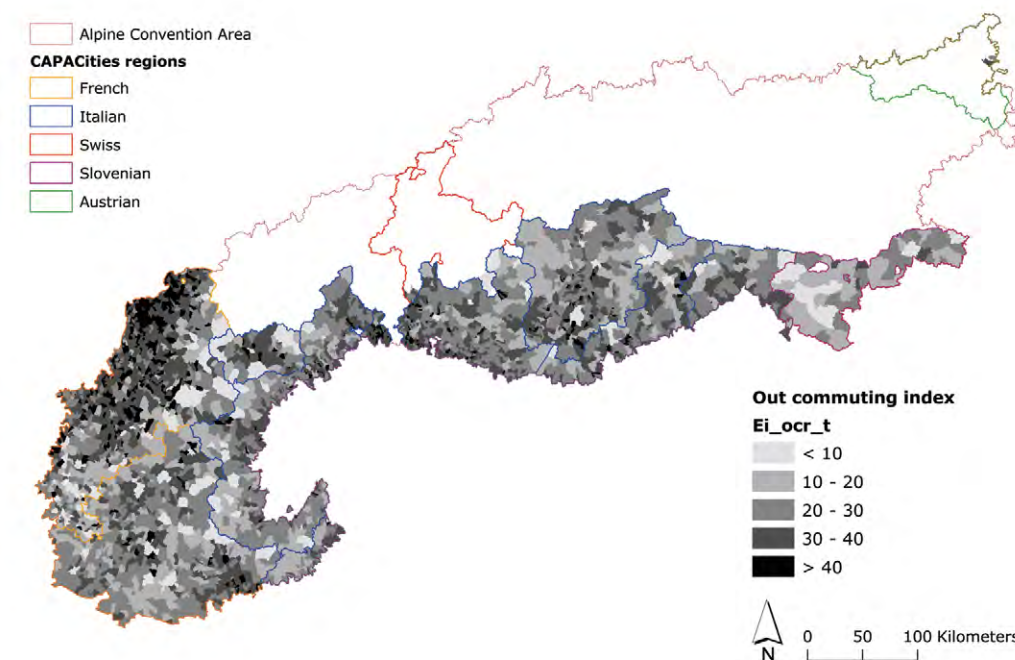 Alpine Convention Area
CAPACities regions
French
Italian
Swiss
Slovenian
Austrian
Out commuting index
Ei_ocr_t
< 10
10 - 20
20 - 30
30 - 40
> 40
N
0 50 100 Kilometers